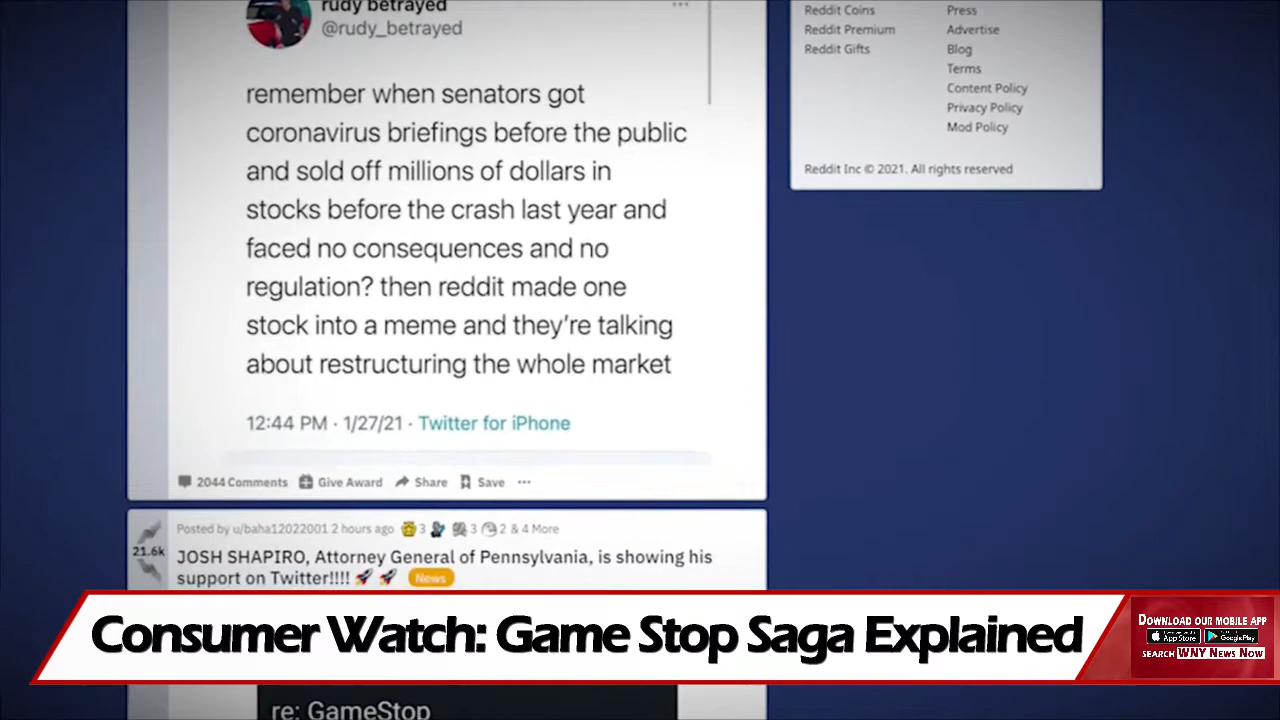 rudy betrayed
@rudy_betrayed
remember when senators got
coronavirus briefings before the public
and sold off millions of dollars in
stocks before the crash last year and
faced no consequences and no
regulation? then reddit made one
stock into a meme and they're talking
about restructuring the whole market
12:44 PM · 1/27/21 · Twitter for iPhone
2044 Comments Give Award Share Save ···
Posted by u/baha12022001 2 hours ago 3 3 2 & 4 More
21.6k
JOSH SHAPIRO, Attorney General of Pennsylvania, is showing his
support on Twitter!!!! 🚀 🚀 News
re: GameStop
Reddit Coins
Reddit Premium
Reddit Gifts
Press
Advertise
Blog
Terms
Content Policy
Privacy Policy
Mod Policy
Reddit Inc © 2021. All rights reserved
Consumer Watch: Game Stop Saga Explained
DOWNLOAD OUR MOBILE APP
App Store Google Play
SEARCH WNY NEWS NOW